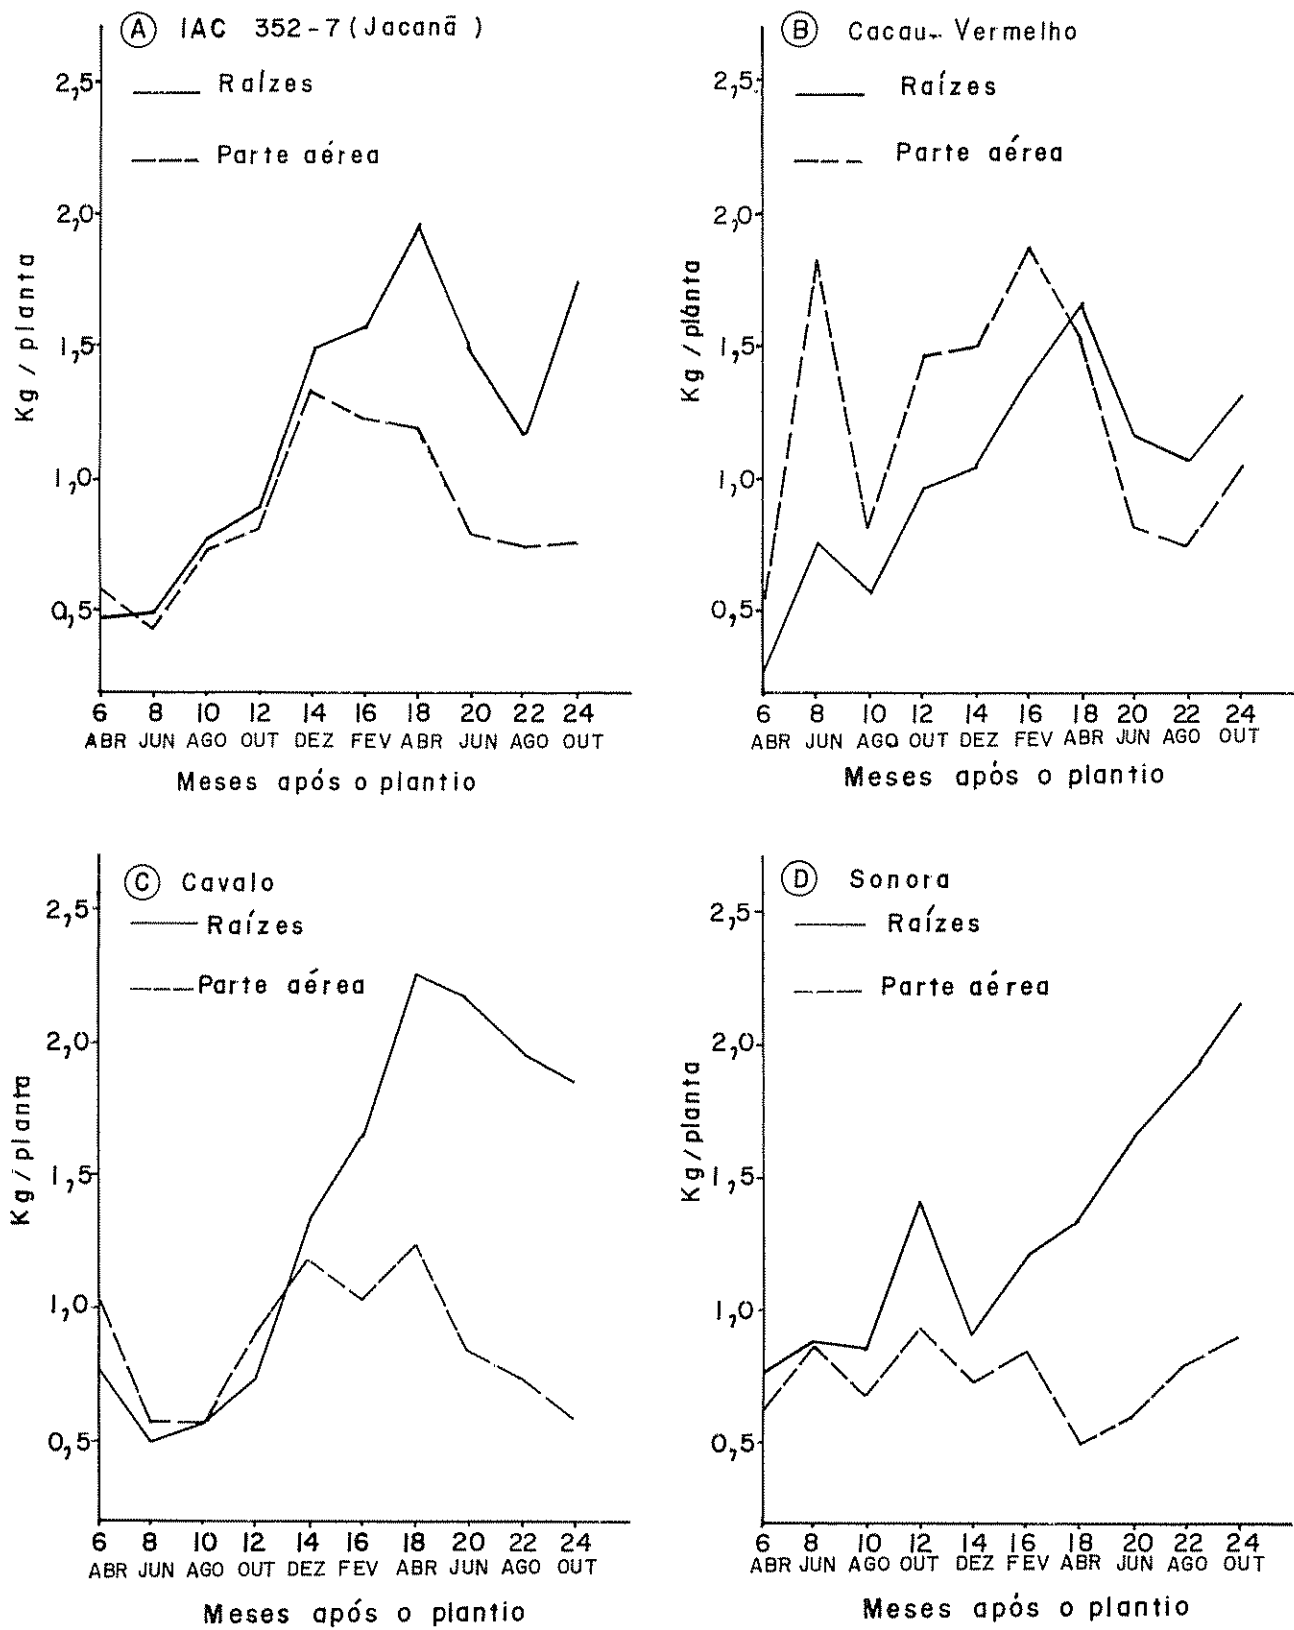 A IAC 352-7 (Jacanã )
Raízes
Parte aérea
2,5
2,0
1,5
1,0
0,5
Kg / planta
6 8 10 12 14 16 18 20 22 24
ABR JUN AGO OUT DEZ FEV ABR JUN AGO OUT
Meses após o plantio
B Cacau- Vermelho
Raízes
Parte aérea
2,5
2,0
1,5
1,0
0,5
Kg / plánta
6 8 10 12 14 16 18 20 22 24
ABR JUN AGO OUT DEZ FEV ABR JUN AGO OUT
Meses após o plantio
C Cavalo
Raízes
Parte aérea
2,5
2,0
1,5
1,0
0,5
Kg/planta
6 8 10 12 14 16 18 20 22 24
ABR JUN AGO OUT DEZ FEV ABR JUN AGO OUT
Meses após o plantio
D Sonora
Raízes
Parte aérea
2,5
2,0
1,5
1,0
0,5
Kg/planta
6 8 10 12 14 16 18 20 22 24
ABR JUN AGO OUT DEZ FEV ABR JUN AGO OUT
Meses após o plantio